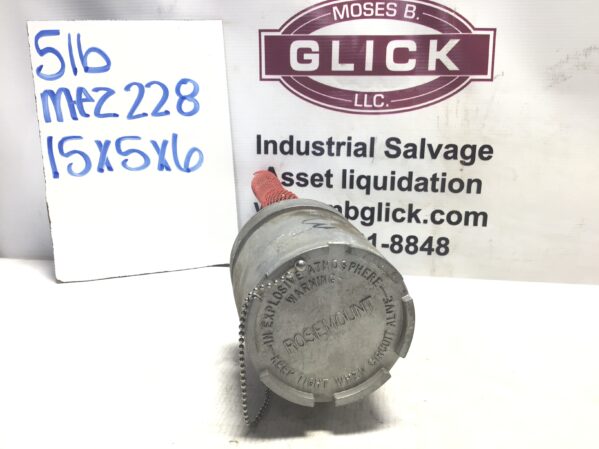 5lb
mez228
15x5x6
MOSES B.
GLICK
LLC.
Industrial Salvage
Asset liquidation
mbglick.com
1-8848
WARNING
IN EXPLOSIVE ATMOSPHERE—
KEEP TIGHT WHEN CIRCUIT ALIVE
ROSEMOUNT